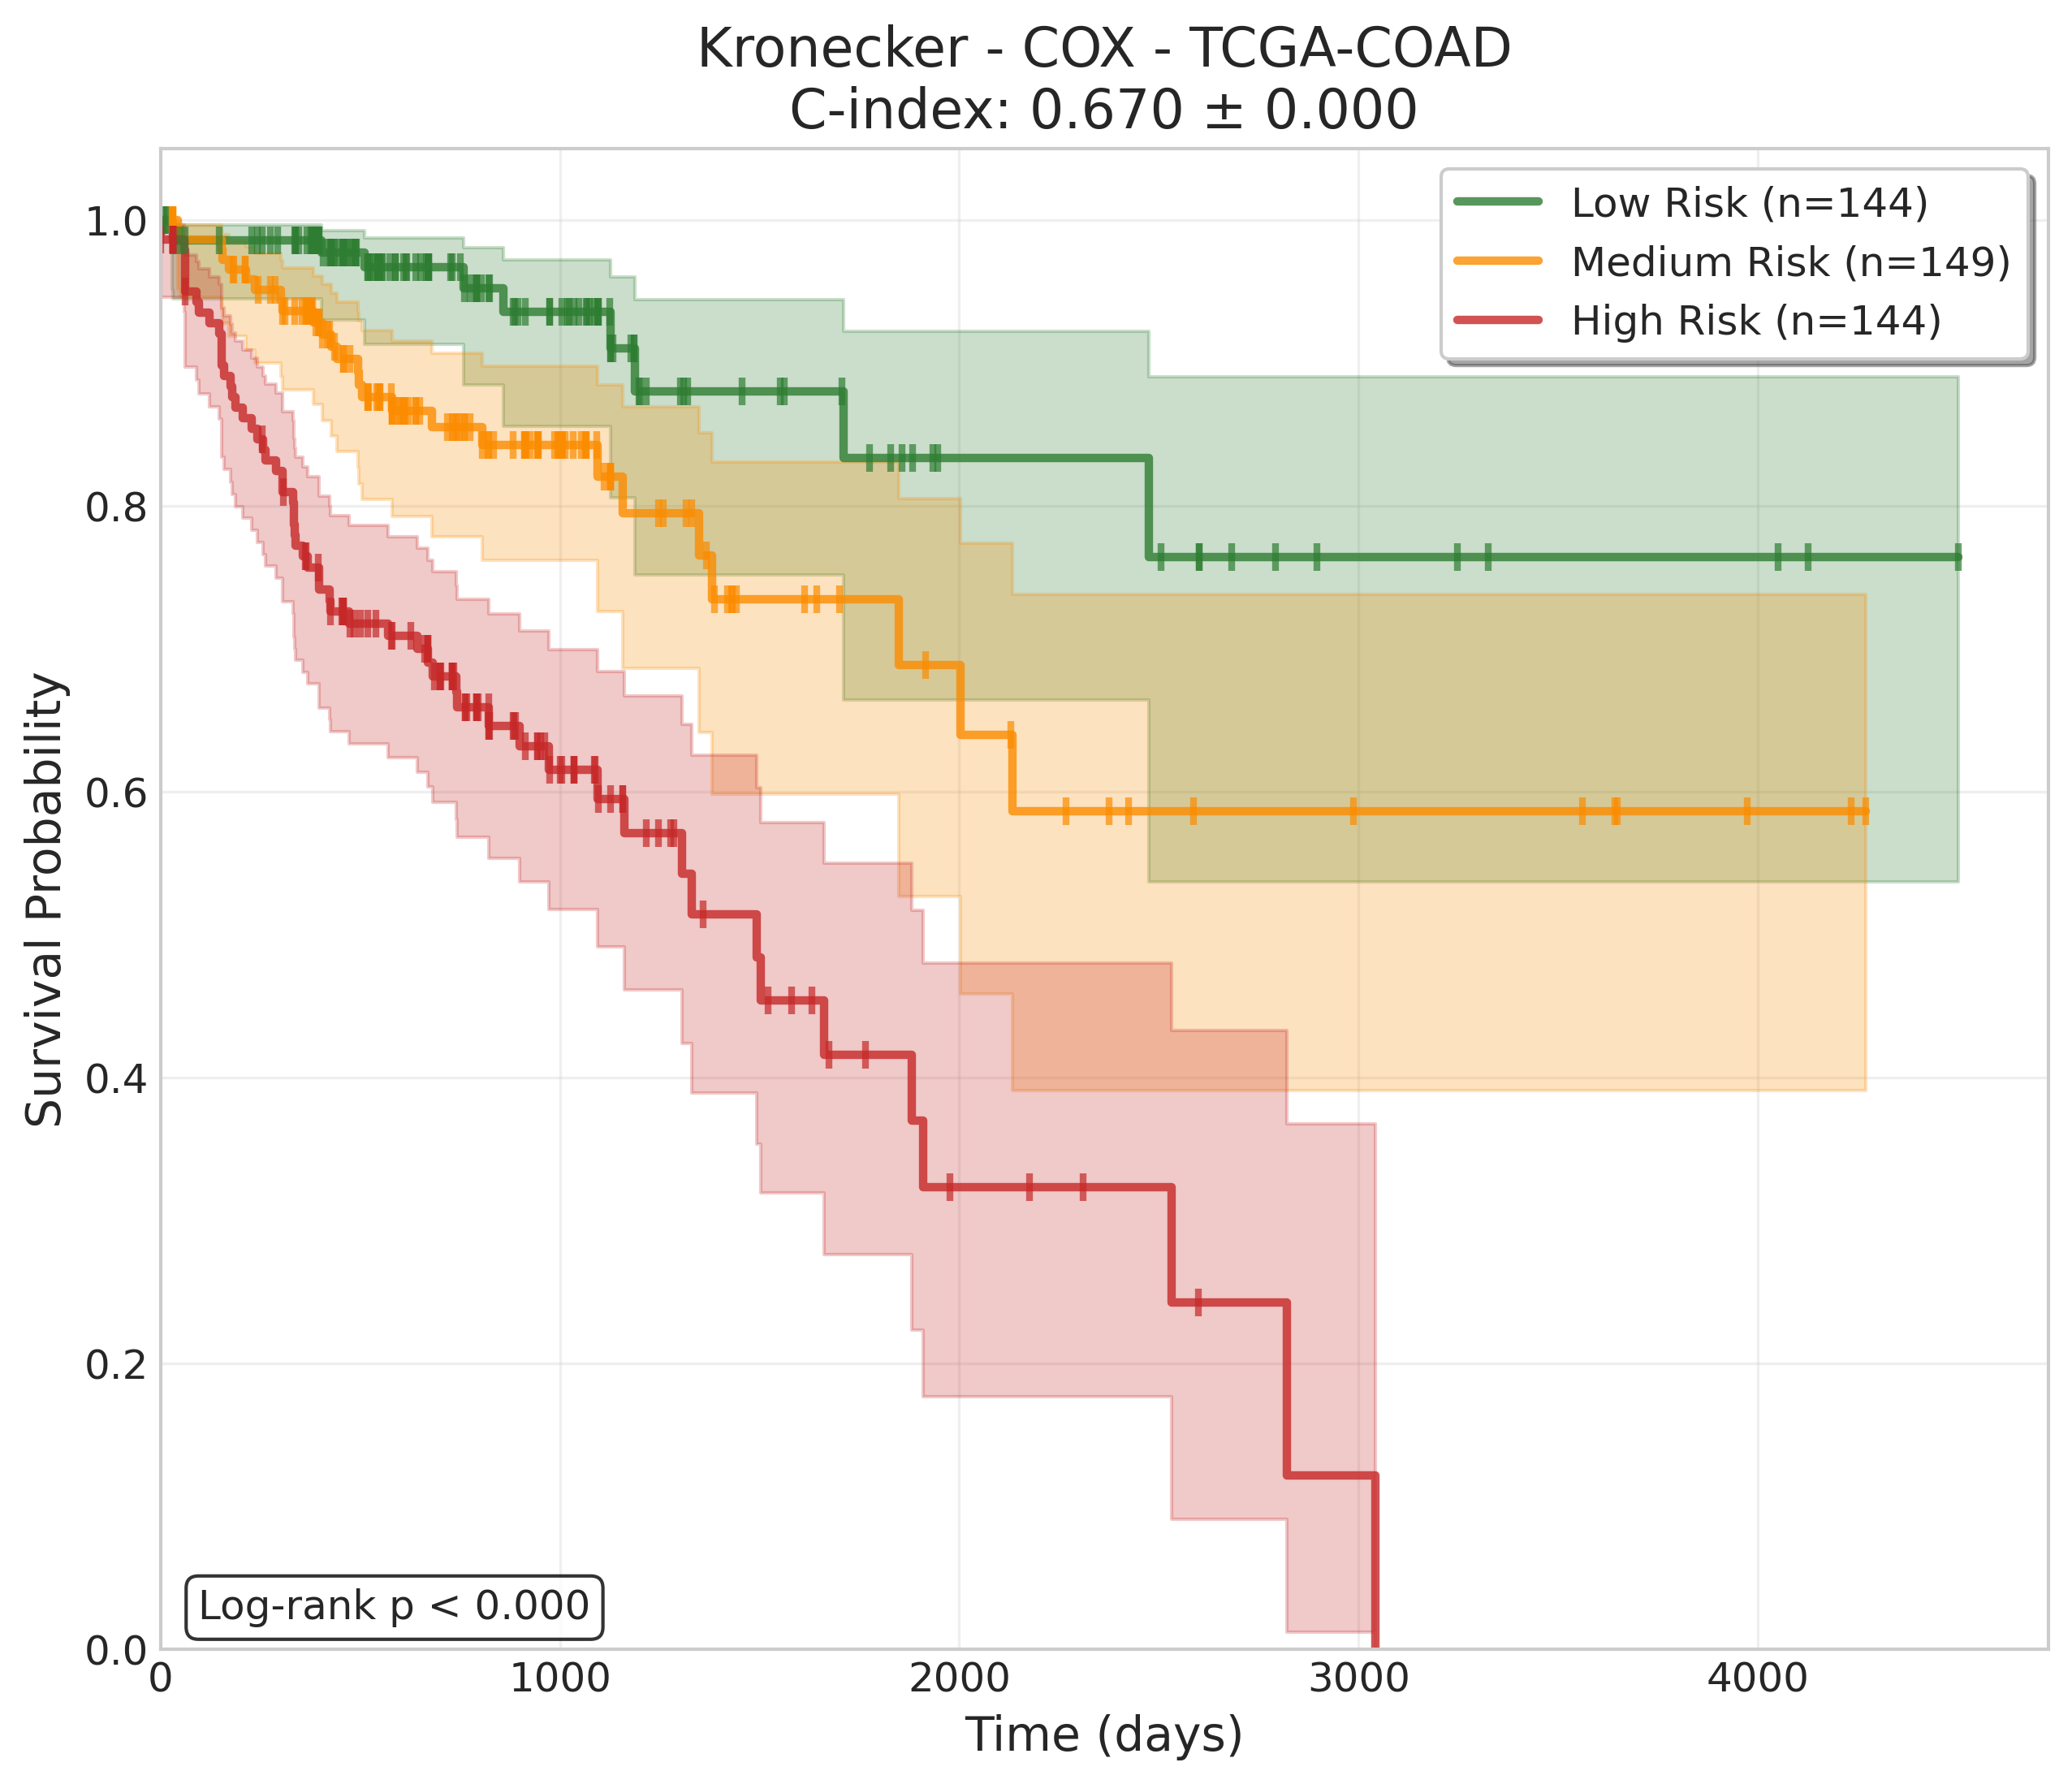 Kronecker - COX - TCGA-COAD
C-index: 0.670 ± 0.000
Low Risk (n=144)
Medium Risk (n=149)
High Risk (n=144)
Survival Probability
1.0
0.8
0.6
0.4
0.2
0.0
Log-rank p < 0.000
0 1000 2000 3000 4000
Time (days)